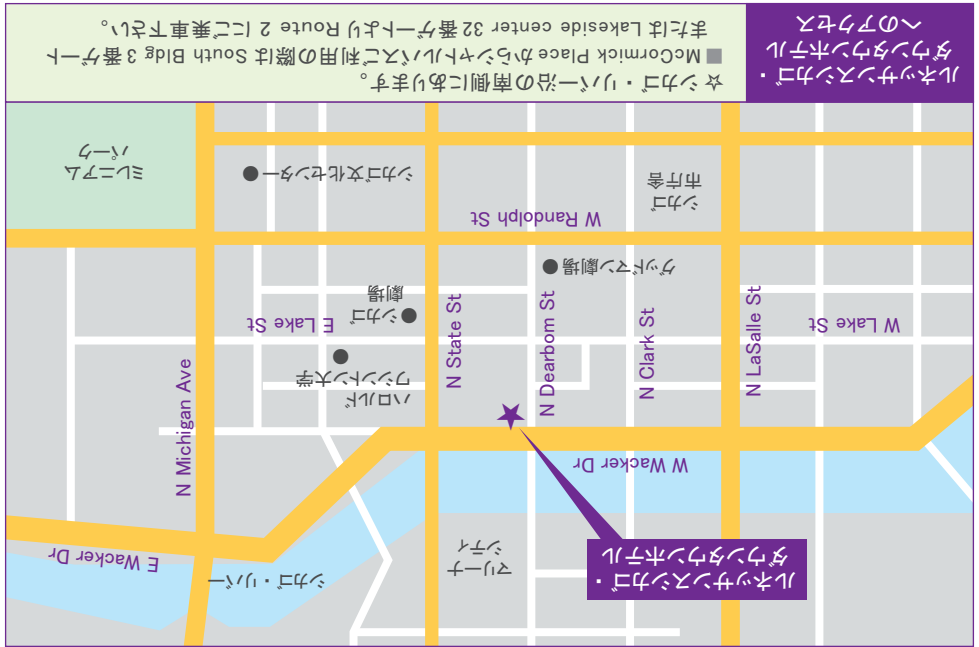 ルネッサンスシカゴ・
ダウンタウンホテル
マリーナ
シティ
シカゴ・リバー
E Wacker Dr
W Wacker Dr
N LaSalle St
N Clark St
N Dearborn St
N State St
N Michigan Ave
ハロルド
ワシントン大学
W Lake St
E Lake St
シカゴ
劇場
グッドマン劇場
W Randolph St
シカゴ
市庁舎
シカゴ文化センター
ミレニアム
パーク
ルネッサンスシカゴ・
ダウンタウンホテル
へのアクセス
☆ シカゴ・リバー沿の南側にあります。
■ McCormick Place からシャトルバスご利用の際は South Bldg 3 番ゲート
または Lakeside center 32 番ゲートより Route 2 にご乗車下さい。